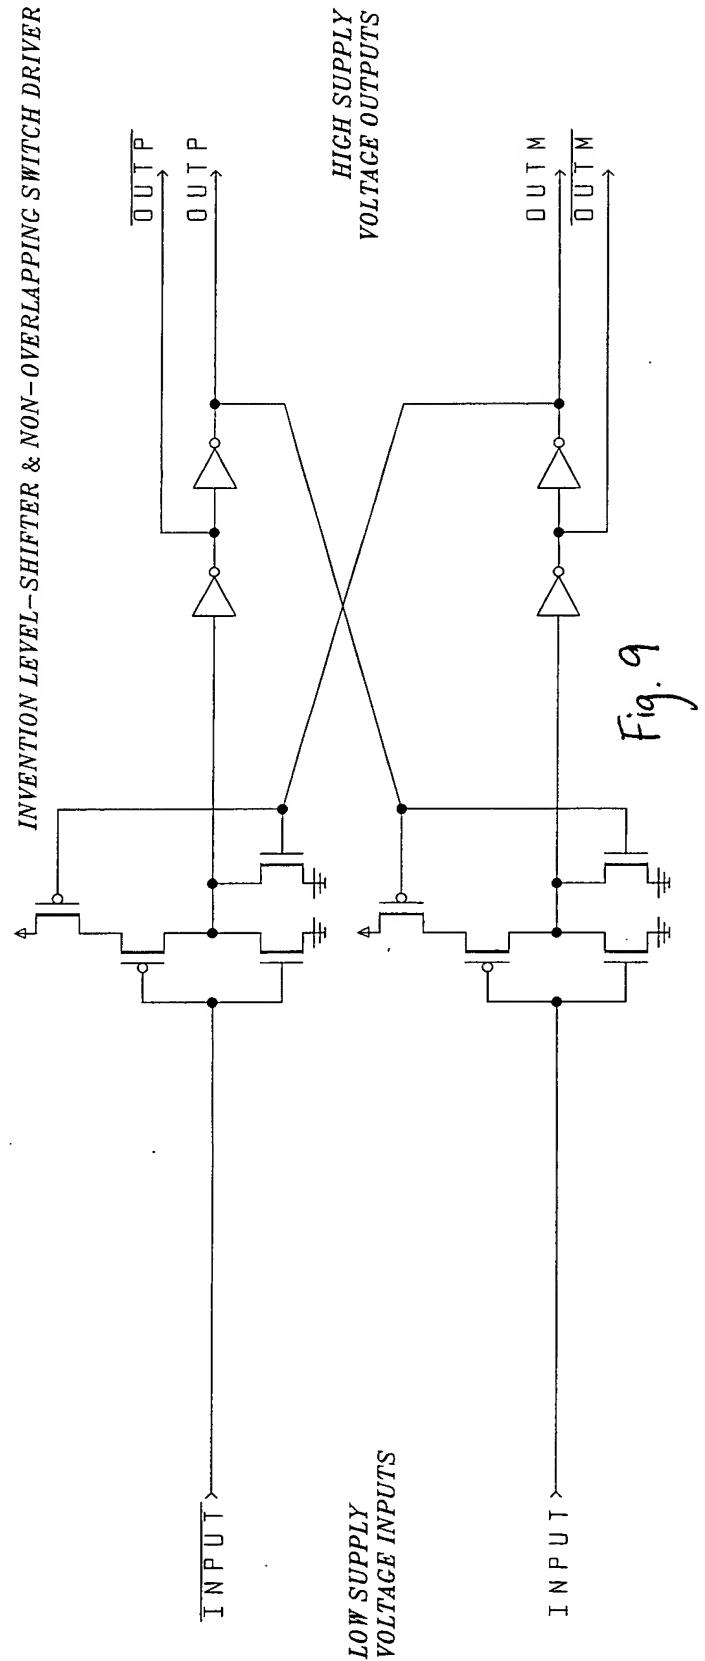 INVENTION LEVEL-SHIFTER & NON-OVERLAPPING SWITCH DRIVER
LOW SUPPLY
VOLTAGE INPUTS
HIGH SUPPLY
VOLTAGE OUTPUTS
INPUT
OUTP
OUTP
INPUT
OUTM
OUTM
Fig. 9